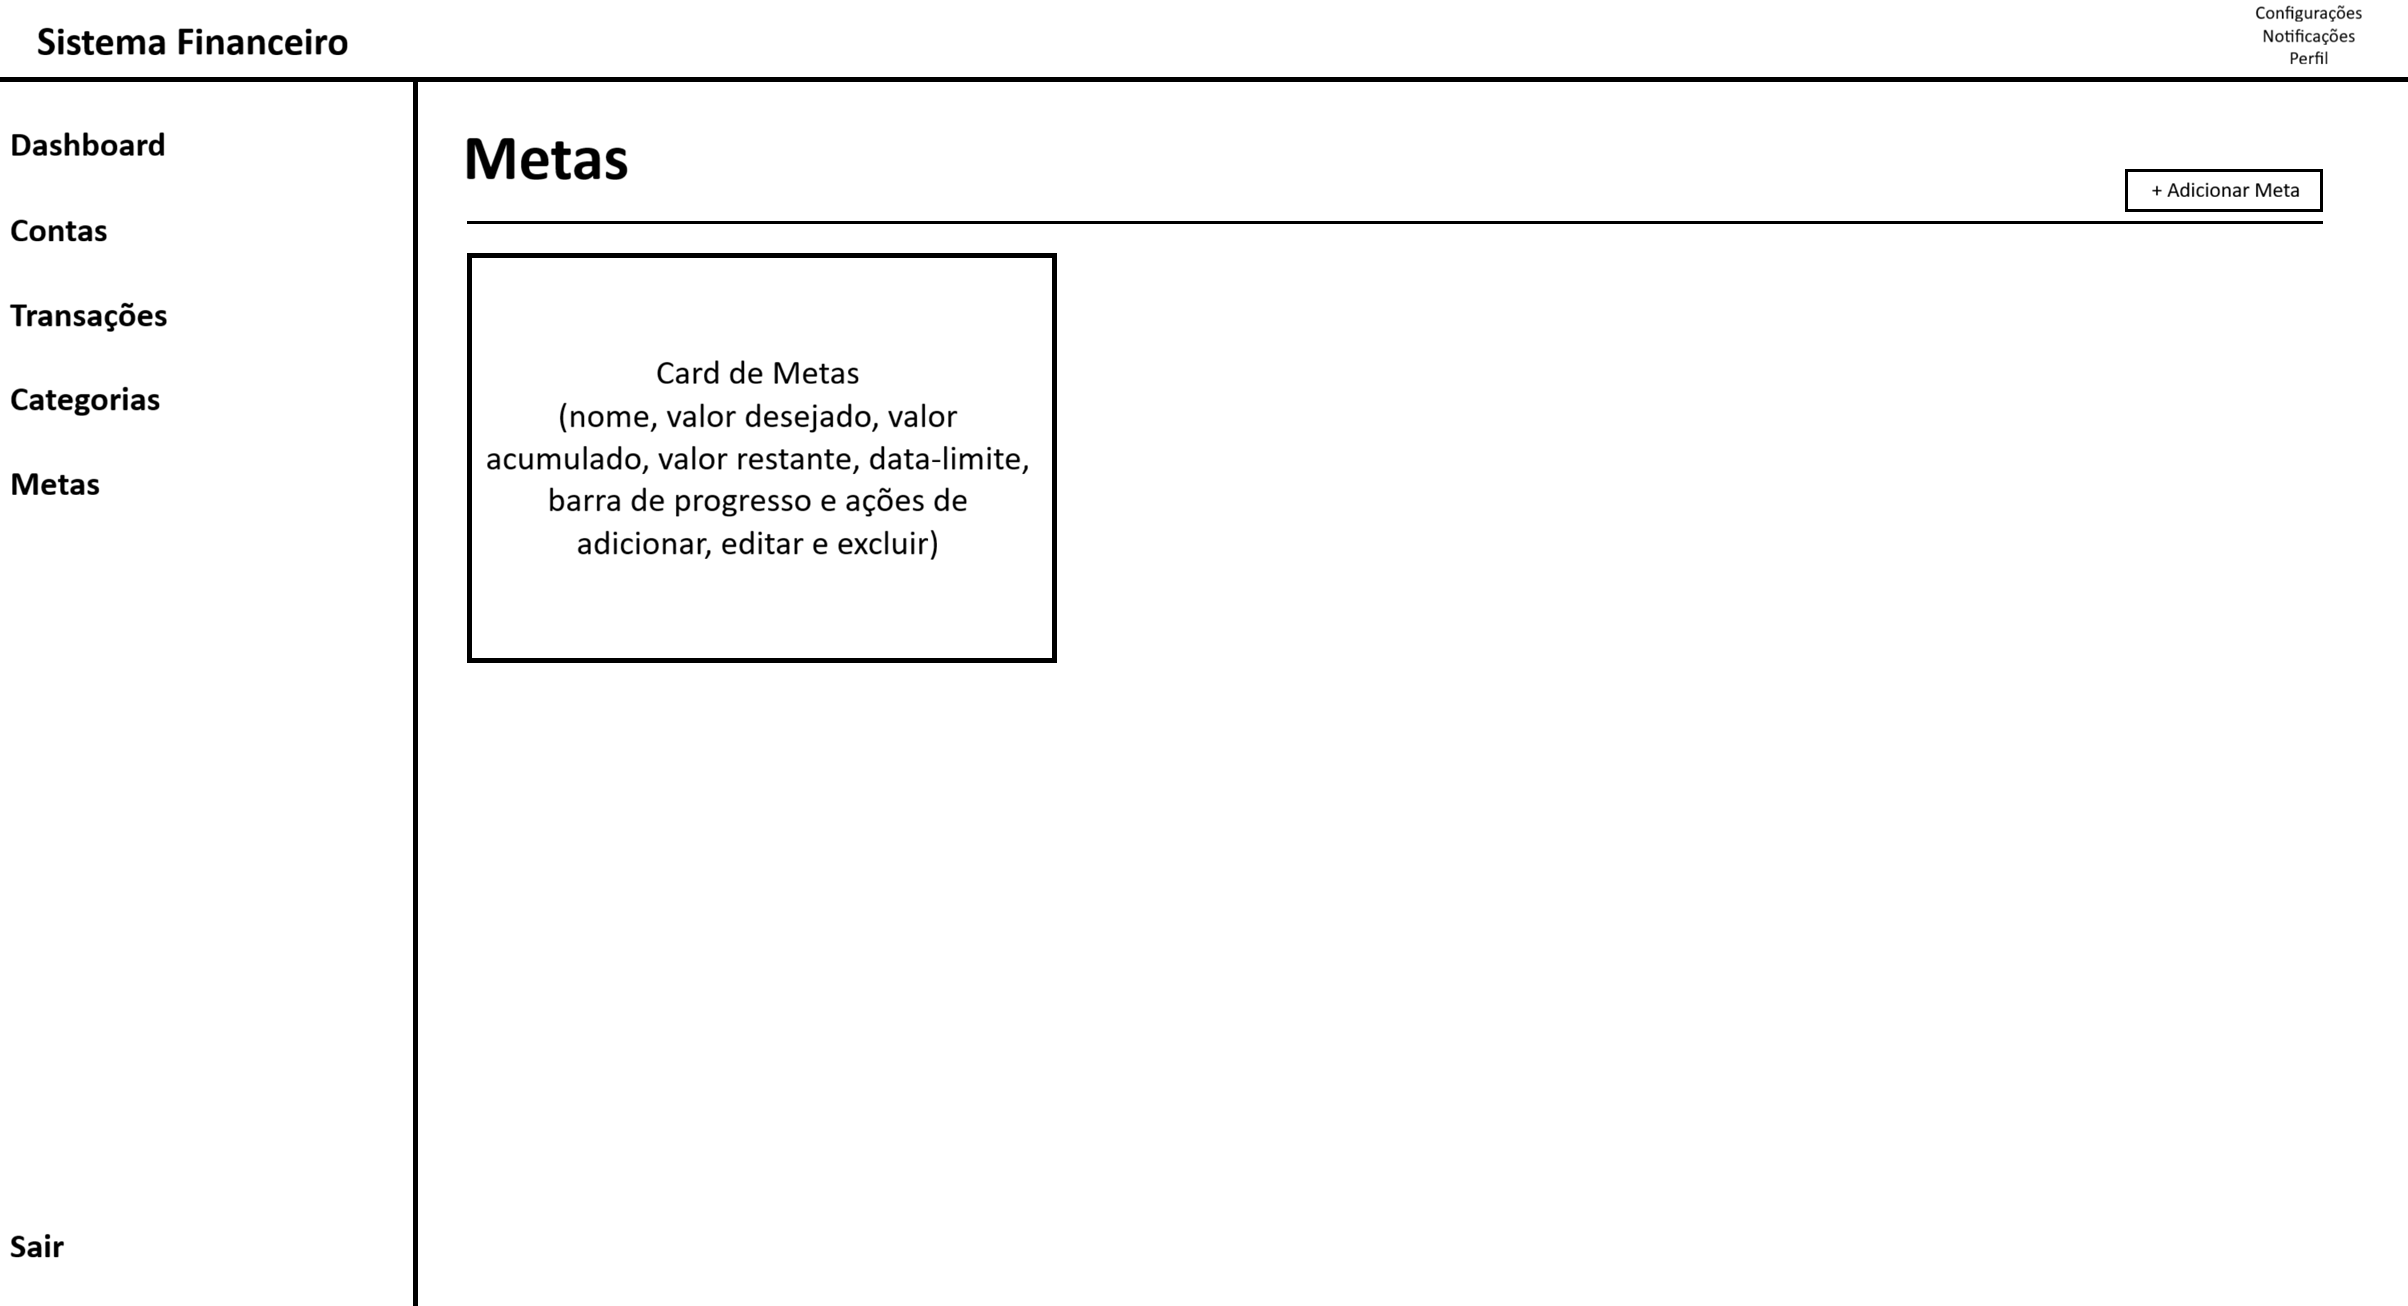 Sistema Financeiro
Configurações
Notificações
Perfil
Dashboard
Contas
Transações
Categorias
Metas
Sair
Metas
+ Adicionar Meta
Card de Metas
(nome, valor desejado, valor
acumulado, valor restante, data-limite,
barra de progresso e ações de
adicionar, editar e excluir)